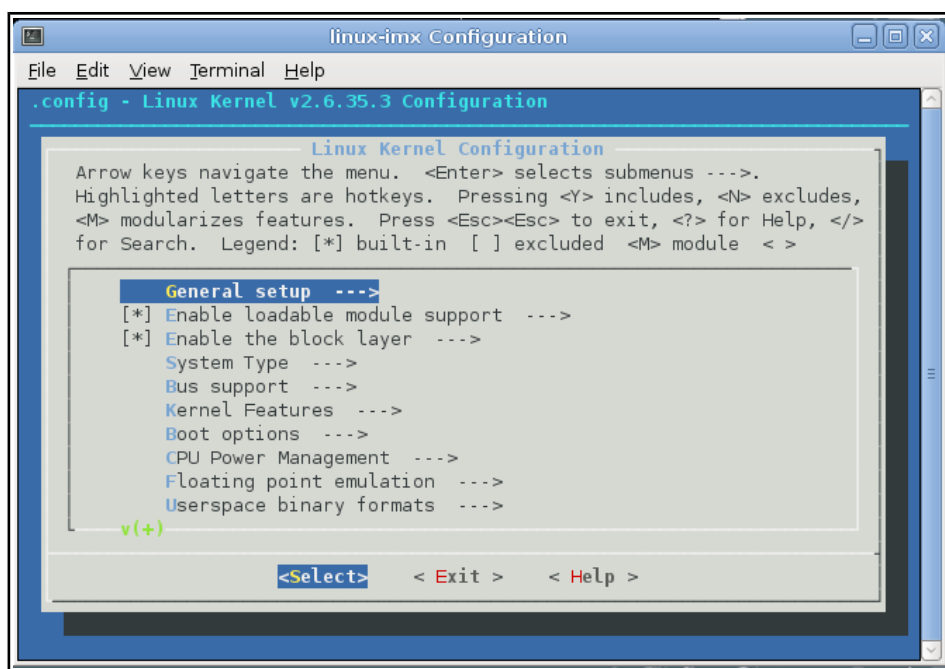 linux-imx Configuration
File Edit View Terminal Help
.config - Linux Kernel v2.6.35.3 Configuration
Linux Kernel Configuration
Arrow keys navigate the menu. <Enter> selects submenus --->.
Highlighted letters are hotkeys. Pressing <Y> includes, <N> excludes,
<M> modularizes features. Press <Esc><Esc> to exit, <?> for Help, </>
for Search. Legend: [*] built-in [ ] excluded <M> module < >
General setup --->
[*] Enable loadable module support --->
[*] Enable the block layer --->
System Type --->
Bus support --->
Kernel Features --->
Boot options --->
CPU Power Management --->
Floating point emulation --->
Userspace binary formats --->
v(+)
<Select> < Exit > < Help >